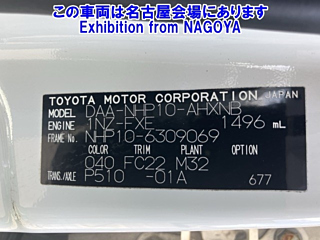 この車両は名古屋会場にあります
Exhibition from NAGOYA
TOYOTA MOTOR CORPORATION JAPAN
MODEL DAA-NHP10-AHXNB
ENGINE 1NZ-FXE 1496 mL
FRAME No. NHP10-6309069
COLOR TRIM PLANT OPTION
040 FC22 M32
TRANS/AXLE P510 -01A 677